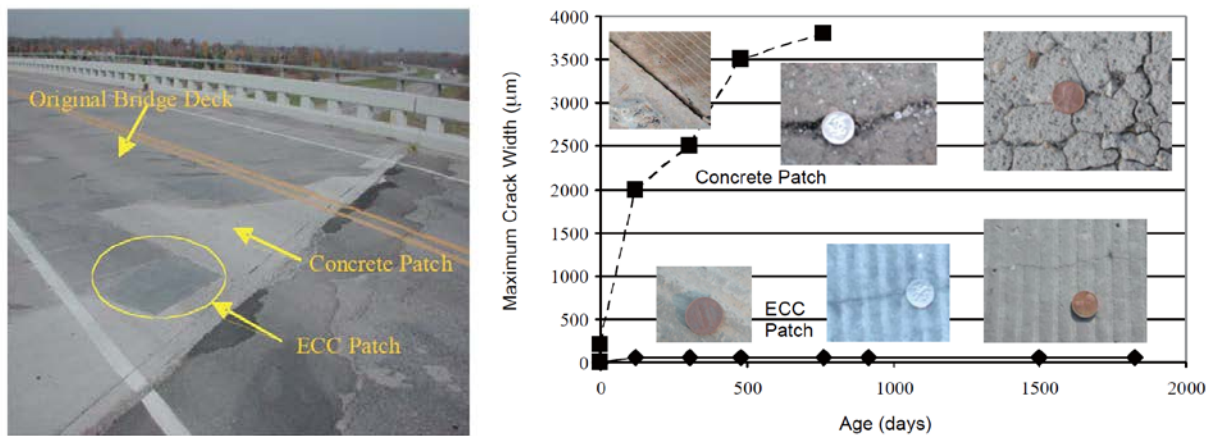 Original Bridge Deck
Concrete Patch
ECC Patch
Maximum Crack Width (μm)
4000
3500
3000
2500
2000
1500
1000
500
0
Concrete Patch
ECC
Patch
0
500
1000
1500
2000
Age (days)